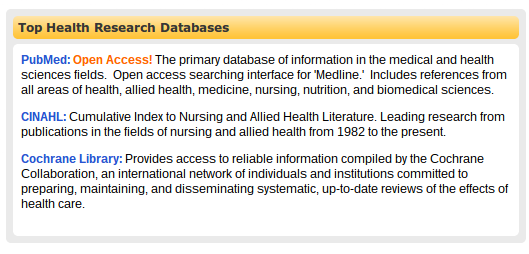 Top Health Research Databases
PubMed: Open Access! The primary database of information in the medical and health
sciences fields.  Open access searching interface for 'Medline.'  Includes references from
all areas of health, allied health, medicine, nursing, nutrition, and biomedical sciences.
CINAHL: Cumulative Index to Nursing and Allied Health Literature. Leading research from
publications in the fields of nursing and allied health from 1982 to the present.
Cochrane Library: Provides access to reliable information compiled by the Cochrane
Collaboration, an international network of individuals and institutions committed to
preparing, maintaining, and disseminating systematic, up-to-date reviews of the effects of
health care.